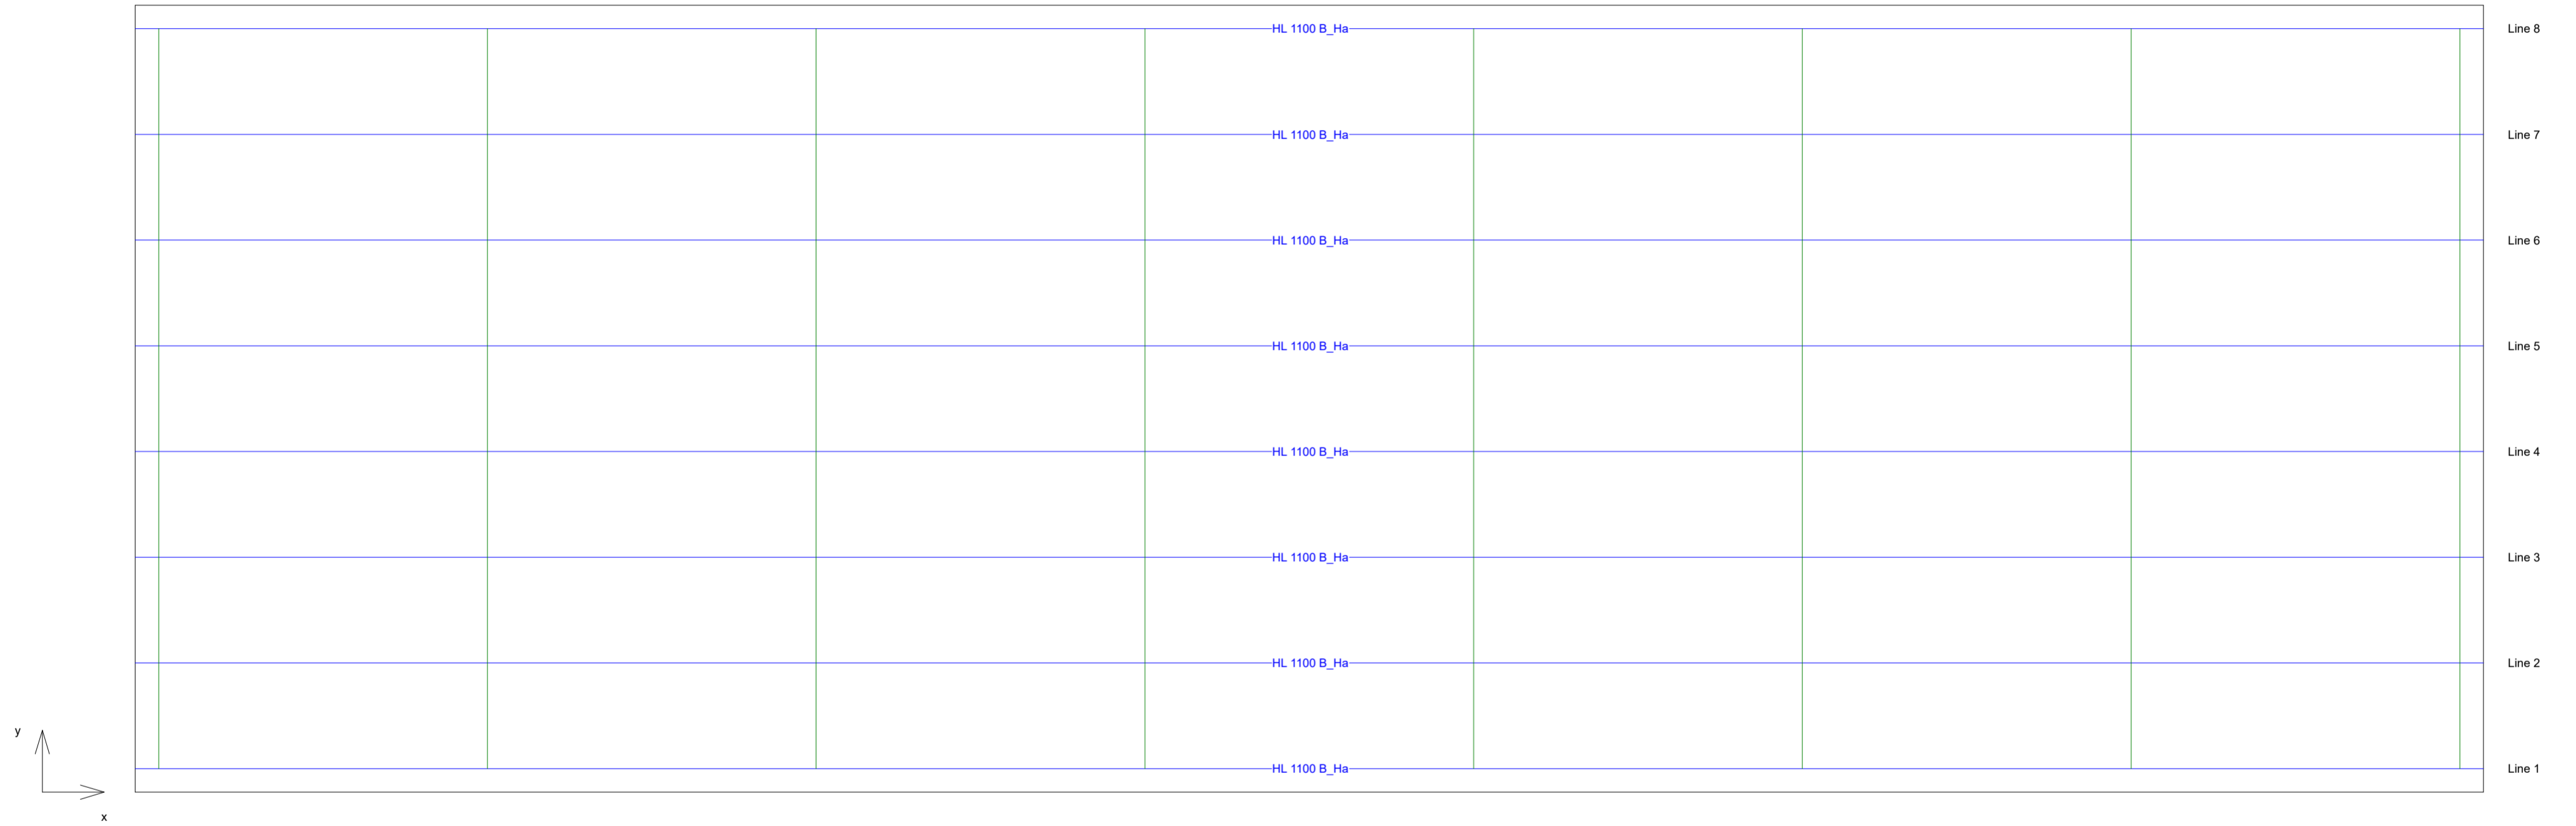 HL 1100 B_Ha Line 8
HL 1100 B_Ha Line 7
HL 1100 B_Ha Line 6
HL 1100 B_Ha Line 5
HL 1100 B_Ha Line 4
HL 1100 B_Ha Line 3
HL 1100 B_Ha Line 2
y
HL 1100 B_Ha Line 1
x